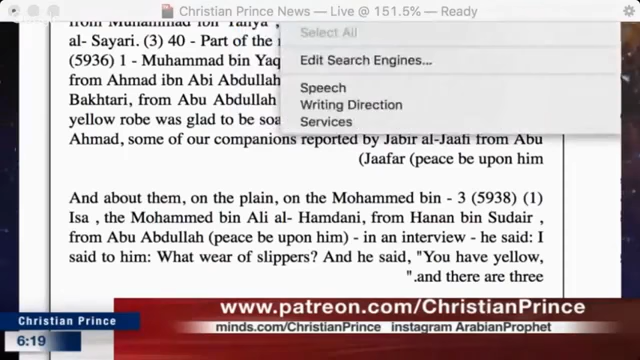 Christian Prince News — Live @ 151.5% — Ready
from Muhammad ibn Yahya ,
al- Sayari. (3) 40 - Part of the
(5936) 1 - Muhammad bin Yaq
from Ahmad ibn Abi Abdullah
Bakhtari, from Abu Abdullah
yellow robe was glad to be soa
Ahmad, some of our companions reported by Jabir al-Jaafi from Abu
(Jaafar (peace be upon him
Select All
Edit Search Engines...
Speech
Writing Direction
Services
And about them, on the plain, on the Mohammed bin - 3 (5938) (1)
Isa , the Mohammed bin Ali al- Hamdani, from Hanan bin Sudair ,
from Abu Abdullah (peace be upon him) - in an interview - he said: I
said to him: What wear of slippers? And he said, "You have yellow,
".and there are three
www.patreon.com/ChristianPrince
Christian Prince
minds.com/ChristianPrince instagram ArabianProphet
6:19